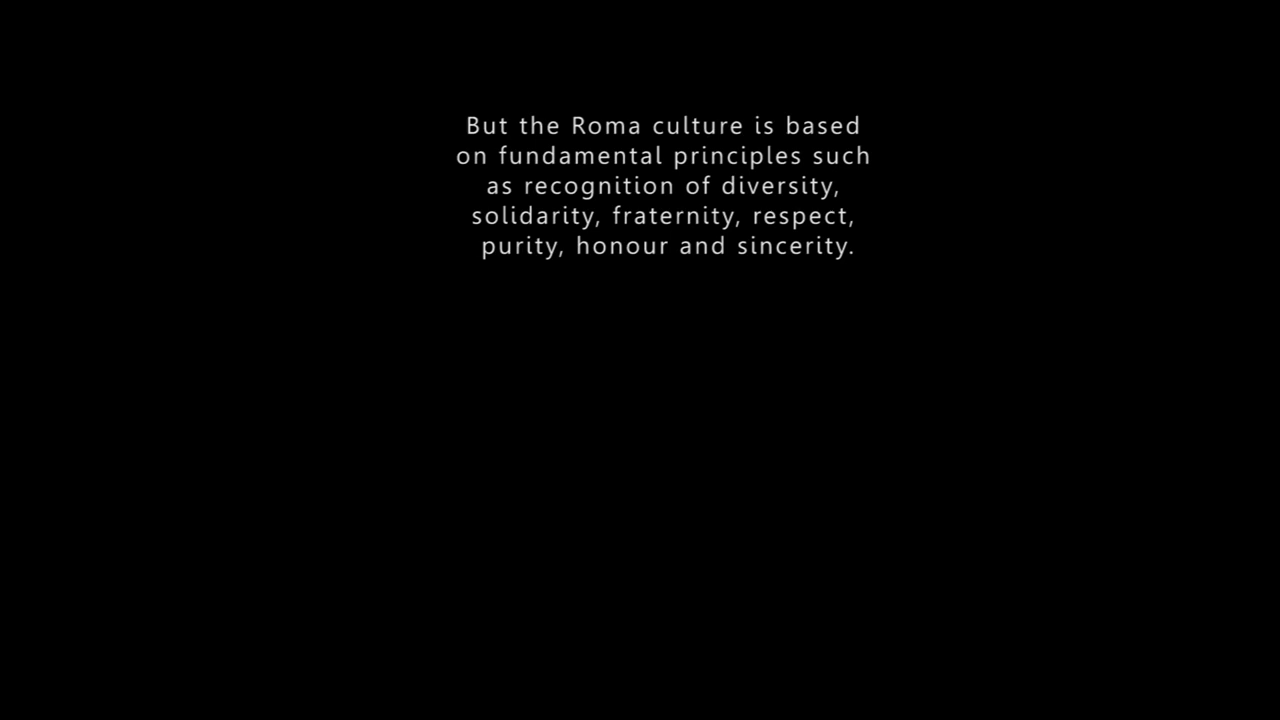 But the Roma culture is based
on fundamental principles such
as recognition of diversity,
solidarity, fraternity, respect,
purity, honour and sincerity.